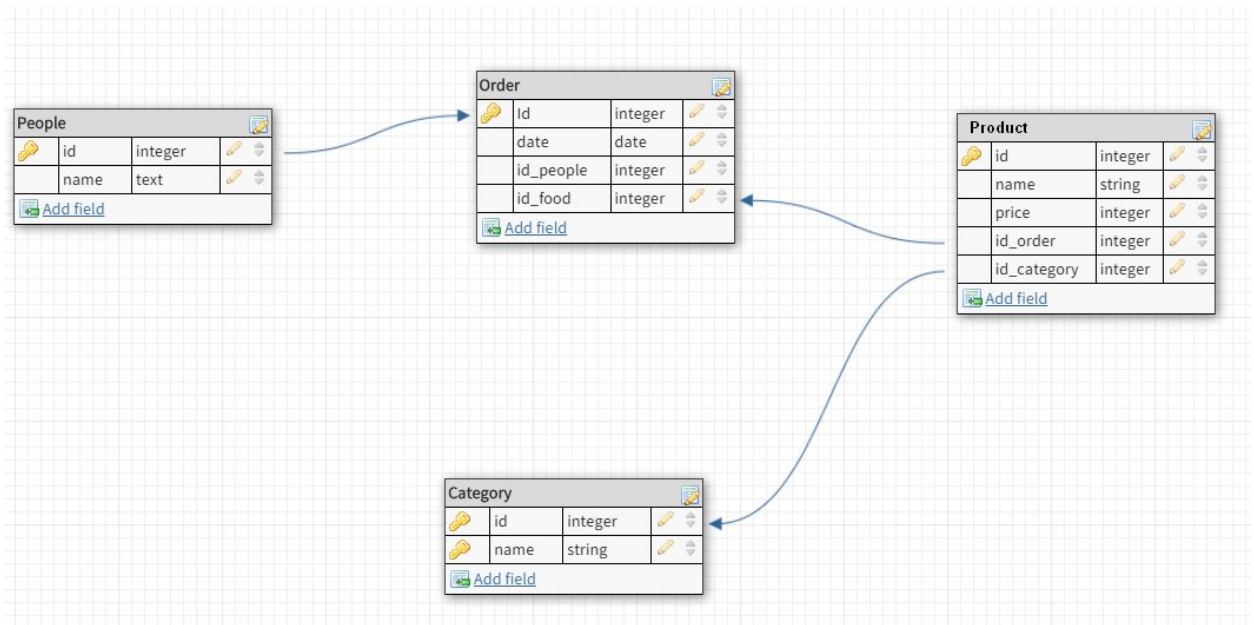 People
id integer
name text
Add field
Order
Id integer
date date
id_people integer
id_food integer
Add field
Product
id integer
name string
price integer
id_order integer
id_category integer
Add field
Category
id integer
name string
Add field